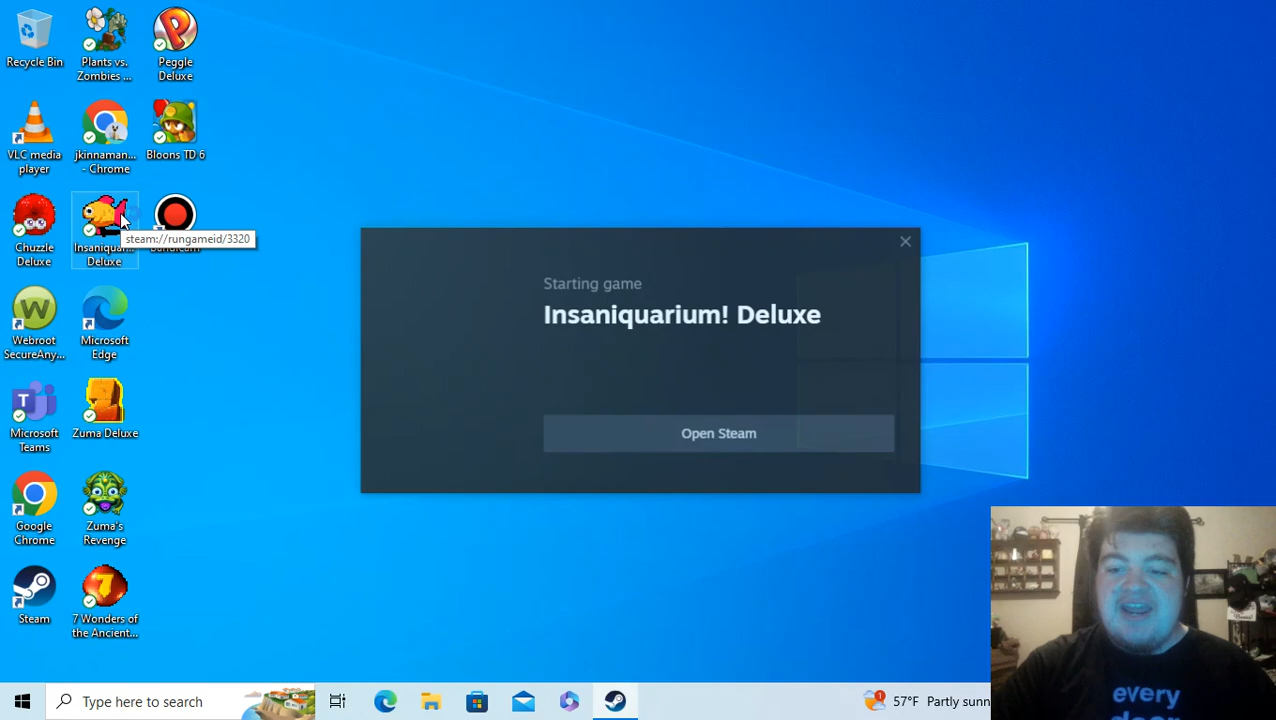 Recycle Bin
Plants vs.
Zombies ...
Peggle
Deluxe
VLC media
player
jkinnaman...
- Chrome
Bloons TD 6
Chuzzle
Deluxe
Insaniquari...
Deluxe
steam://rungameid/3320
Webroot
SecureAny...
Microsoft
Edge
Microsoft
Teams
Zuma Deluxe
Google
Chrome
Zuma's
Revenge
Steam
7 Wonders of
the Ancient...
Starting game
Insaniquarium! Deluxe
Open Steam
Type here to search
57°F Partly sunn
every